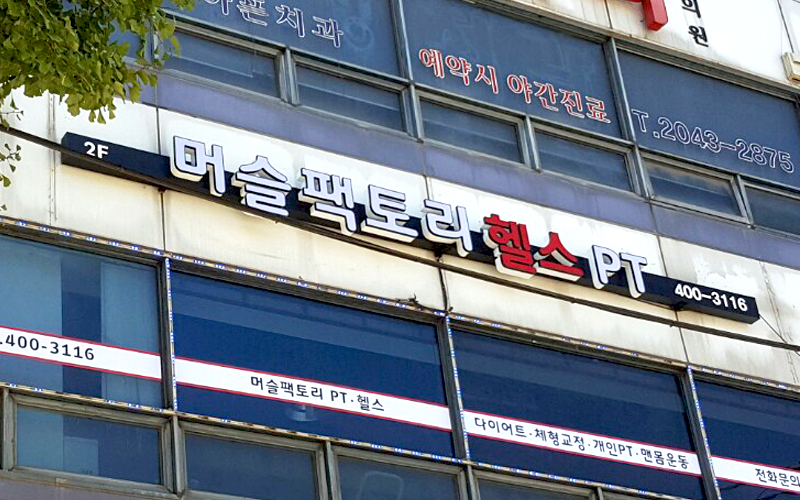 치과
의원
예약시 야간진료
T.2043-2875
2F
머슬팩토리헬스 PT
400-3116
.400-3116
머슬팩토리 PT·헬스
다이어트·체형교정·개인PT·맨몸운동
전화문의